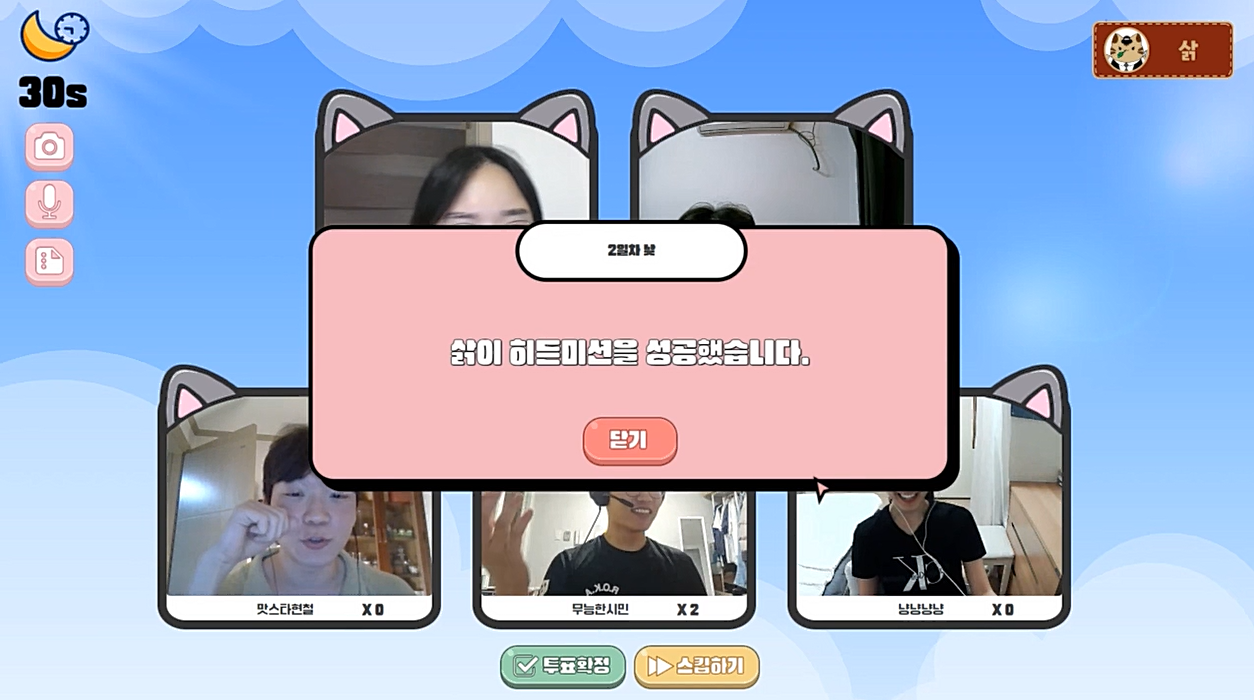 30s
삵
2일차 낮
삵이 히든미션을 성공했습니다.
닫기
맛스타현철 X 0
무능한시민 X 2
냥냥냥냥 X 0
투표확정
스킵하기